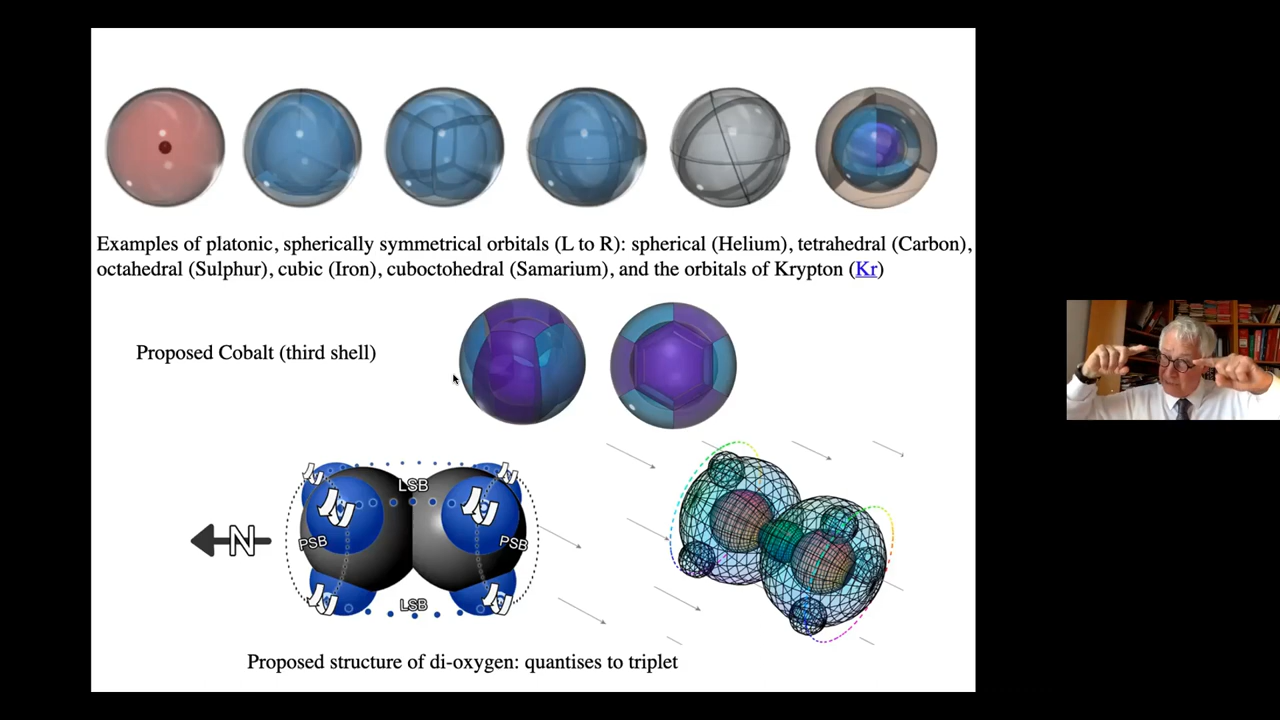 Examples of platonic, spherically symmetrical orbitals (L to R): spherical (Helium), tetrahedral (Carbon),
octahedral (Sulphur), cubic (Iron), cuboctohedral (Samarium), and the orbitals of Krypton (Kr)
Proposed Cobalt (third shell)
LSB
N
PSB
PSB
LSB
Proposed structure of di-oxygen: quantises to triplet